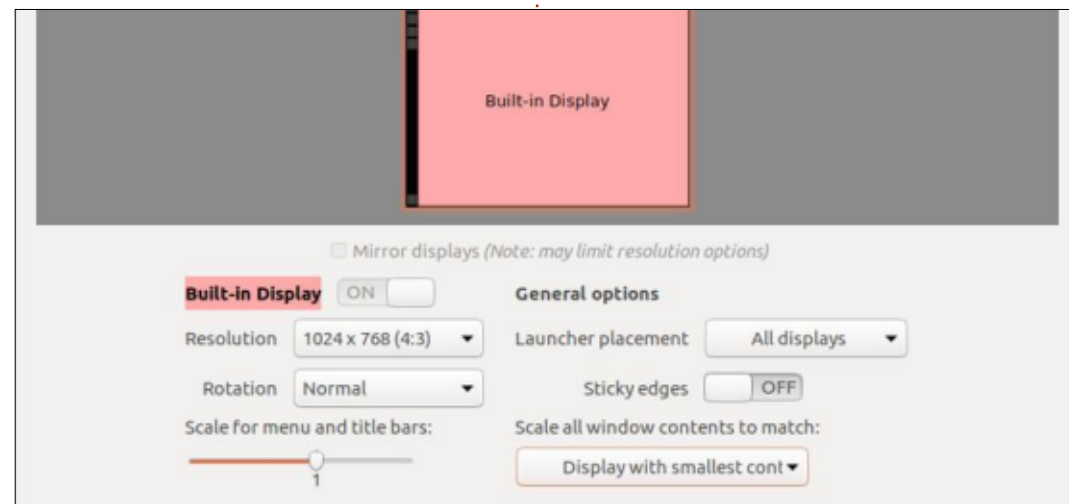 Built-in Display
Mirror displays (Note: may limit resolution options)
Built-in Display ON General options
Resolution 1024 x 768 (4:3) Launcher placement All displays
Rotation Normal Sticky edges OFF
Scale for menu and title bars: Scale all window contents to match:
1 Display with smallest cont